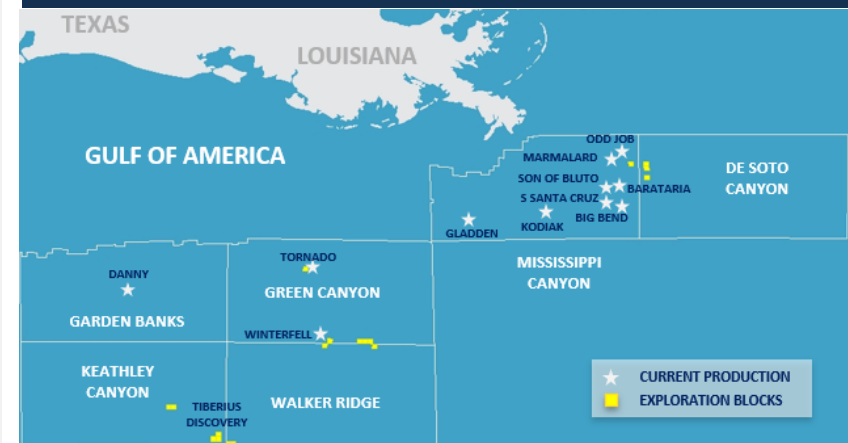 TEXAS
LOUISIANA
GULF OF AMERICA
ODD JOB
MARMALARD
SON OF BLUTO
BARATARIA
S SANTA CRUZ
BIG BEND
KODIAK
GLADDEN
DE SOTO
CANYON
MISSISSIPPI
CANYON
DANNY
GARDEN BANKS
TORNADO
GREEN CANYON
WINTERFELL
KEATHLEY
CANYON
TIBERIUS
DISCOVERY
WALKER RIDGE
CURRENT PRODUCTION
EXPLORATION BLOCKS